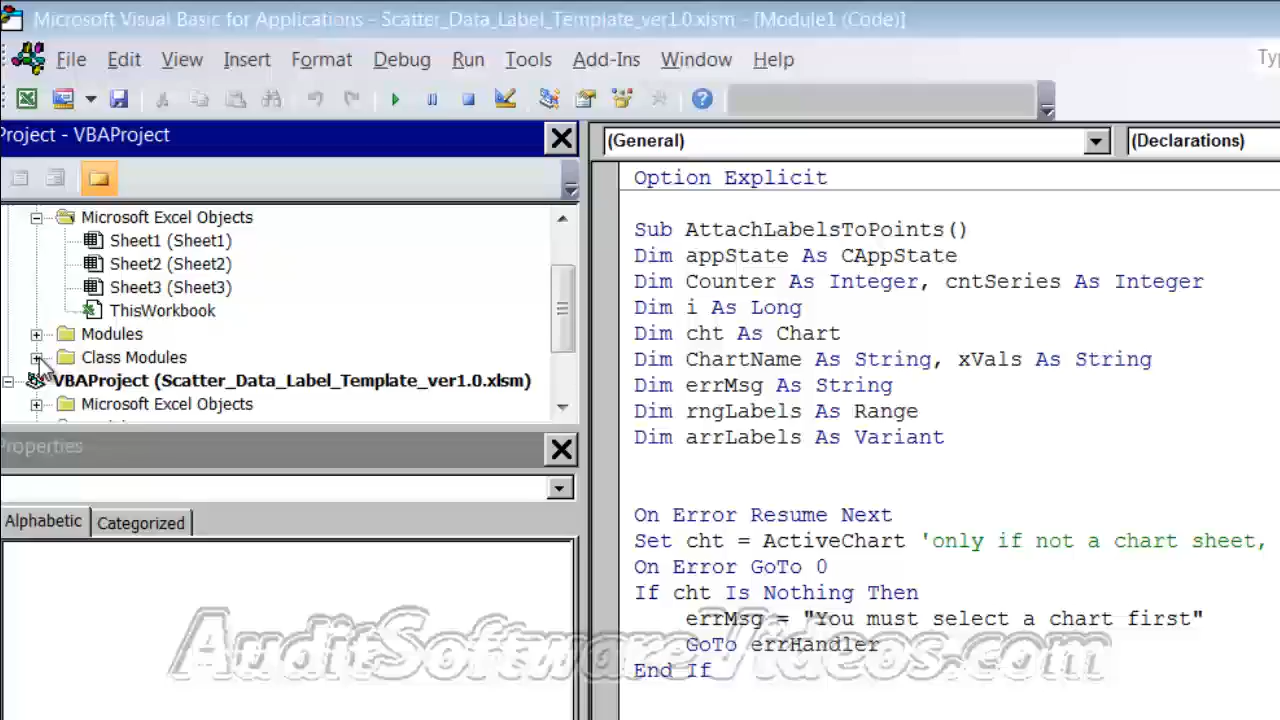 Microsoft Visual Basic for Applications - Scatter_Data_Label_Template_ver1.0.xlsm - [Module1 (Code)]
File Edit View Insert Format Debug Run Tools Add-Ins Window Help
Project - VBAProject
(General)
(Declarations)
Microsoft Excel Objects
Sheet1 (Sheet1)
Sheet2 (Sheet2)
Sheet3 (Sheet3)
ThisWorkbook
Modules
Class Modules
VBAProject (Scatter_Data_Label_Template_ver1.0.xlsm)
Microsoft Excel Objects
Properties
Alphabetic Categorized
Option Explicit
Sub AttachLabelsToPoints()
Dim appState As CAppState
Dim Counter As Integer, cntSeries As Integer
Dim i As Long
Dim cht As Chart
Dim ChartName As String, xVals As String
Dim errMsg As String
Dim rngLabels As Range
Dim arrLabels As Variant
On Error Resume Next
Set cht = ActiveChart 'only if not a chart sheet,
On Error GoTo 0
If cht Is Nothing Then
errMsg = "You must select a chart first"
GoTo errHandler
End If
AuditSoftwareVideos.com